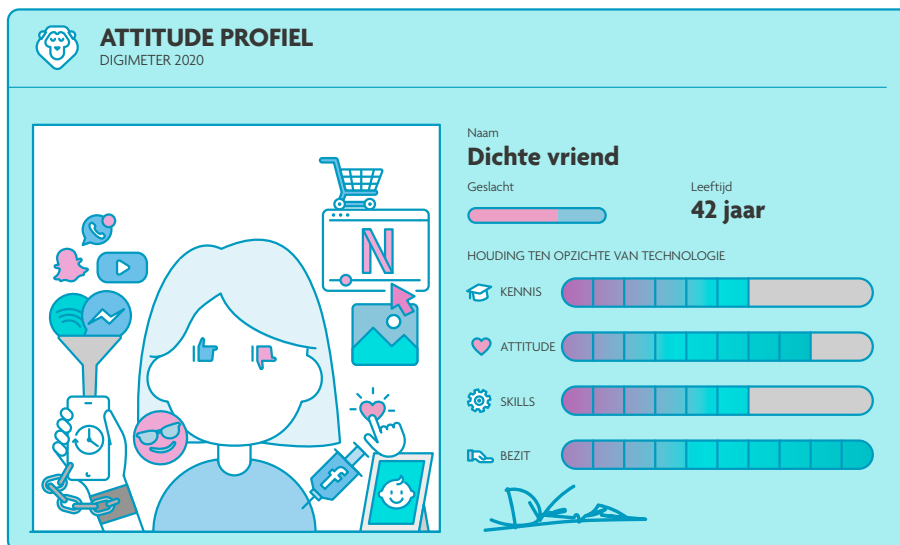 ATTITUDE PROFIEL
DIGIMETER 2020
N
Naam
Dichte vriend
Geslacht
Leeftijd
42 jaar
HOUDING TEN OPZICHTE VAN TECHNOLOGIE
KENNIS
ATTITUDE
SKILLS
BEZIT